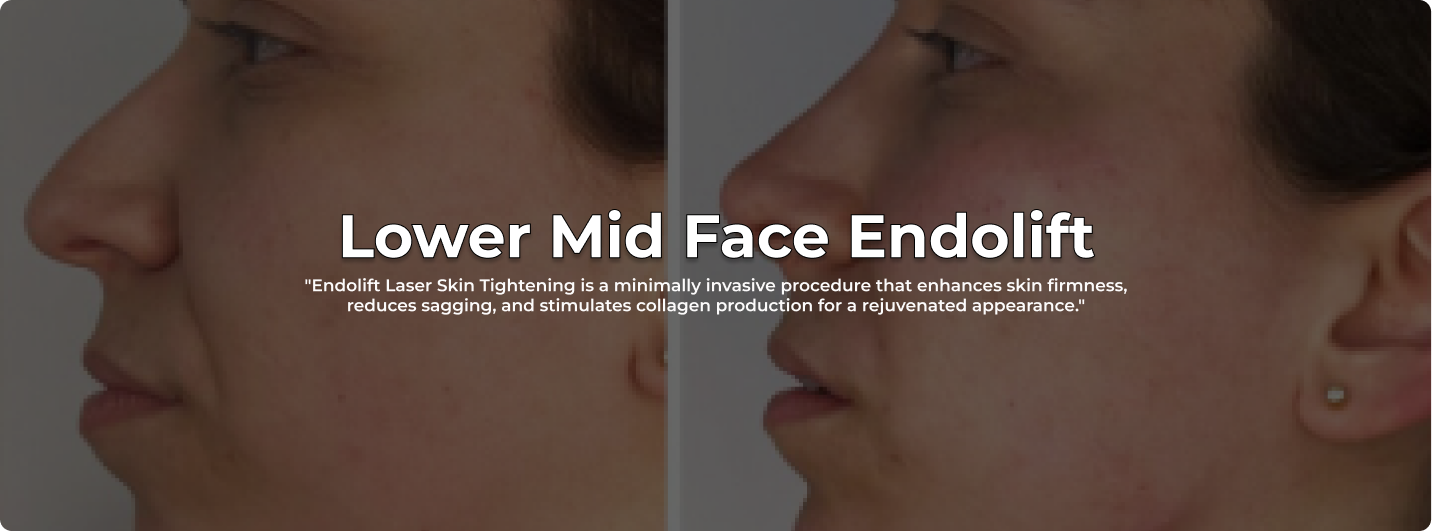 Lower Mid Face Endolift
"Endolift Laser Skin Tightening is a minimally invasive procedure that enhances skin firmness,
reduces sagging, and stimulates collagen production for a rejuvenated appearance."